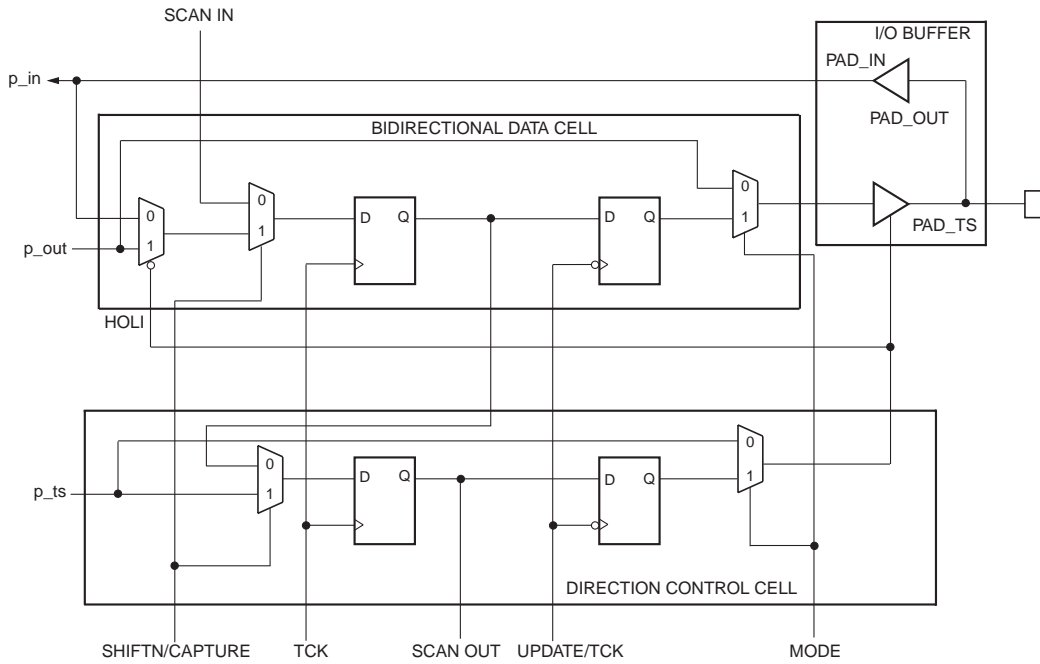 SCAN IN
I/O BUFFER
PAD_IN
p_in
PAD_OUT
BIDIRECTIONAL DATA CELL
0
0
0
1
D Q
D Q
1
p_out
1
PAD_TS
HOLI
p_ts
0
1
D Q
D Q
0
1
DIRECTION CONTROL CELL
SHIFTN/CAPTURE
TCK
SCAN OUT
UPDATE/TCK
MODE